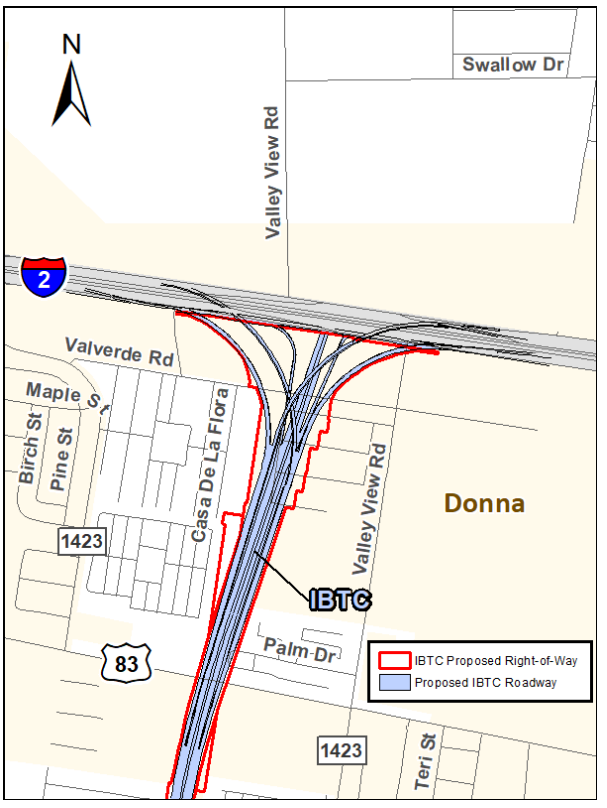 N
Swallow Dr
Valley View Rd
2
Valverde Rd
Maple St
Birch St
Pine St
Casa De La Flora
Valley View Rd
Donna
1423
IBTC
Palm Dr
83
IBTC Proposed Right-of-Way
Proposed IBTC Roadway
1423
Teri St